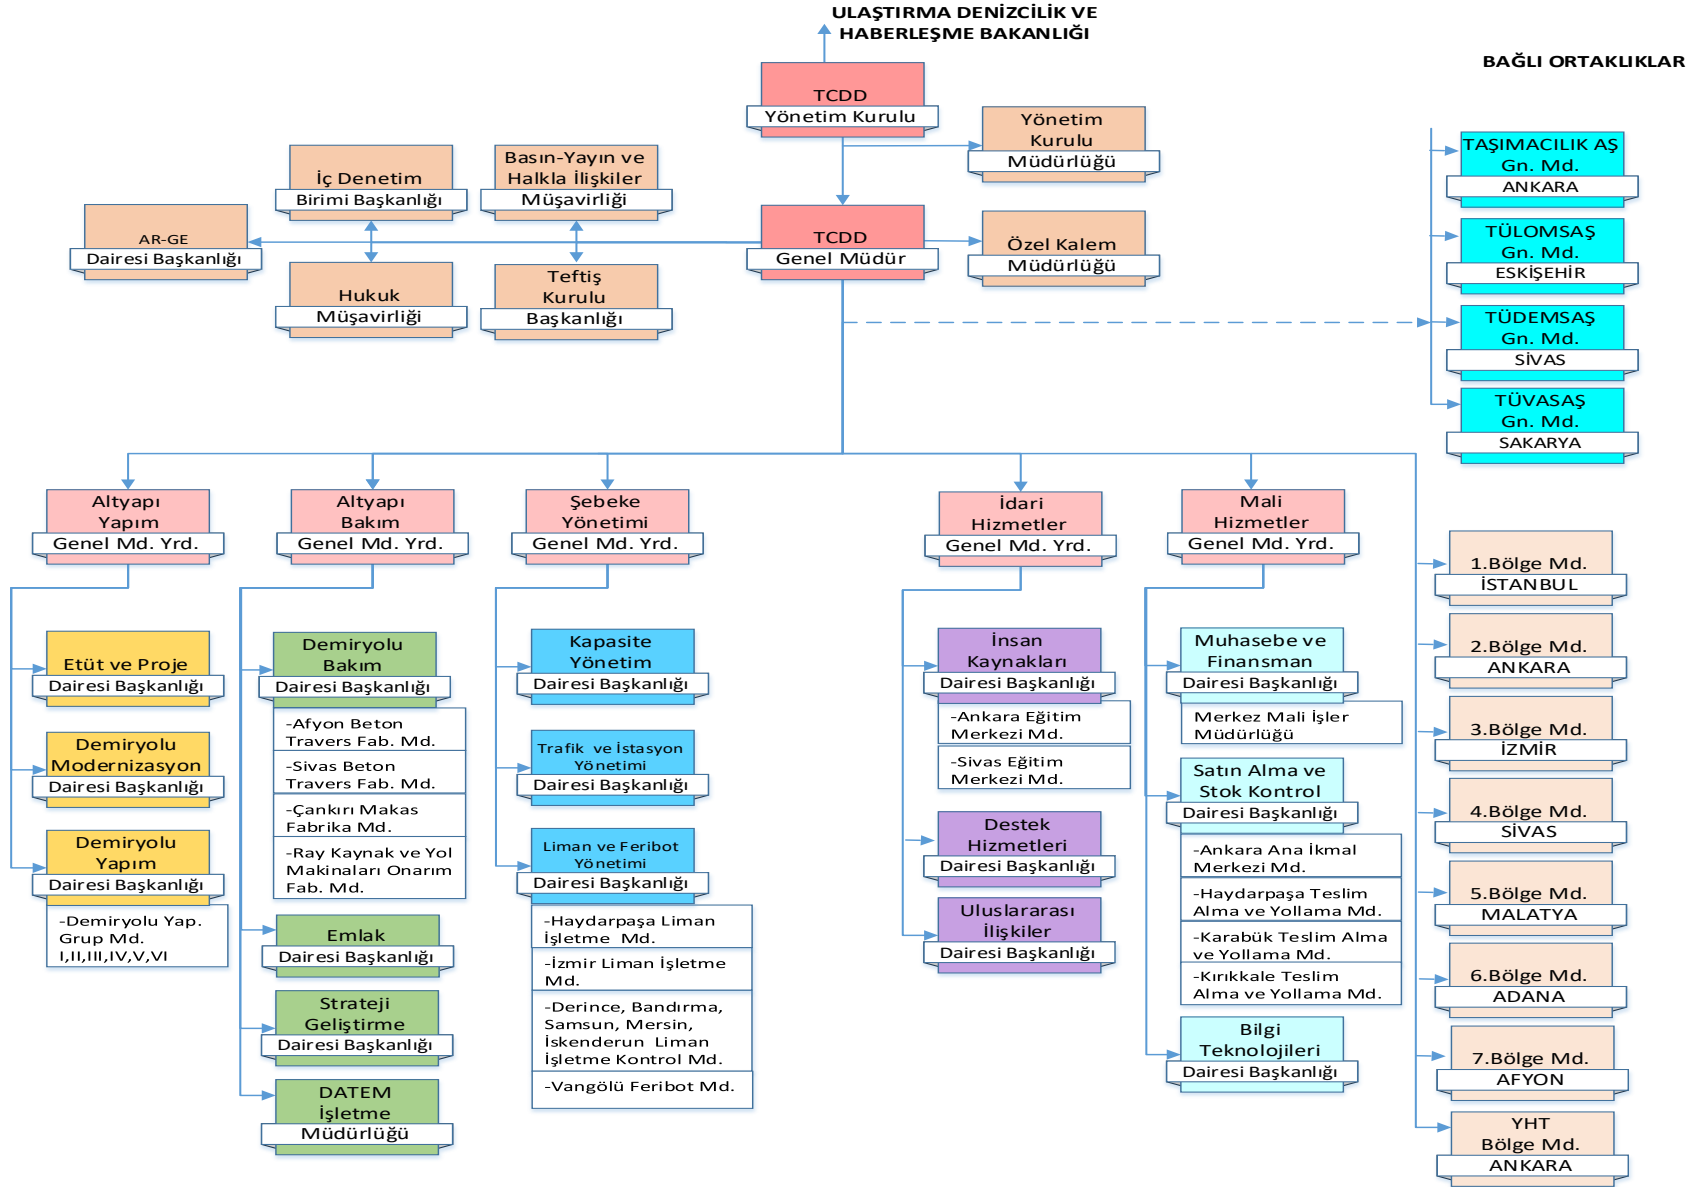 ULAŞTIRMA DENİZCİLİK VE
HABERLEŞME BAKANLIĞI
BAĞLI ORTAKLIKLAR
TCDD
Yönetim Kurulu
Yönetim
Kurulu
Müdürlüğü
İç Denetim
Birimi Başkanlığı
Basın-Yayın ve
Halkla İlişkiler
Müşavirliği
AR-GE
Dairesi Başkanlığı
TCDD
Genel Müdür
Özel Kalem
Müdürlüğü
Hukuk
Müşavirliği
Teftiş
Kurulu
Başkanlığı
TAŞIMACILIK AŞ
Gn. Md.
ANKARA
TÜLOMSAŞ
Gn. Md.
ESKİŞEHİR
TÜDEMSAŞ
Gn. Md.
SİVAS
TÜVASAŞ
Gn. Md.
SAKARYA
Altyapı
Yapım
Genel Md. Yrd.
Etüt ve Proje
Dairesi Başkanlığı
Demiryolu
Modernizasyon
Dairesi Başkanlığı
Demiryolu
Yapım
Dairesi Başkanlığı
-Demiryolu Yap.
Grup Md.
I,II,III,IV,V,VI
Altyapı
Bakım
Genel Md. Yrd.
Demiryolu
Bakım
Dairesi Başkanlığı
-Afyon Beton
Travers Fab. Md.
-Sivas Beton
Travers Fab. Md.
-Çankırı Makas
Fabrika Md.
-Ray Kaynak ve Yol
Makinaları Onarım
Fab. Md.
Emlak
Dairesi Başkanlığı
Strateji
Geliştirme
Dairesi Başkanlığı
DATEM
İşletme
Müdürlüğü
Şebeke
Yönetimi
Genel Md. Yrd.
Kapasite
Yönetim
Dairesi Başkanlığı
Trafik ve İstasyon
Yönetimi
Dairesi Başkanlığı
Liman ve Feribot
Yönetimi
Dairesi Başkanlığı
-Haydarpaşa Liman
İşletme Md.
-İzmir Liman İşletme
Md.
-Derince, Bandırma,
Samsun, Mersin,
İskenderun Liman
İşletme Kontrol Md.
-Vangölü Feribot Md.
İdari
Hizmetler
Genel Md. Yrd.
İnsan
Kaynakları
Dairesi Başkanlığı
-Ankara Eğitim
Merkezi Md.
-Sivas Eğitim
Merkezi Md.
Destek
Hizmetleri
Dairesi Başkanlığı
Uluslararası
İlişkiler
Dairesi Başkanlığı
Mali
Hizmetler
Genel Md. Yrd.
Muhasebe ve
Finansman
Dairesi Başkanlığı
Merkez Mali İşler
Müdürlüğü
Satın Alma ve
Stok Kontrol
Dairesi Başkanlığı
-Ankara Ana İkmal
Merkezi Md.
-Haydarpaşa Teslim
Alma ve Yollama Md.
-Karabük Teslim Alma
ve Yollama Md.
-Kırıkkale Teslim
Alma ve Yollama Md.
Bilgi
Teknolojileri
Dairesi Başkanlığı
1.Bölge Md.
İSTANBUL
2.Bölge Md.
ANKARA
3.Bölge Md.
İZMİR
4.Bölge Md.
SİVAS
5.Bölge Md.
MALATYA
6.Bölge Md.
ADANA
7.Bölge Md.
AFYON
YHT
Bölge Md.
ANKARA